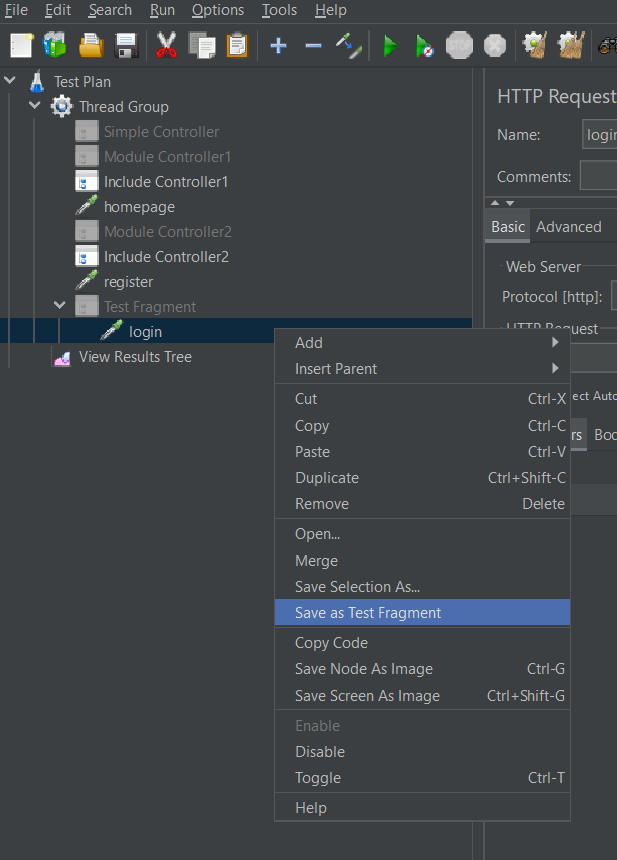 File Edit Search Run Options Tools Help
STOP
Test Plan
Thread Group
Simple Controller
Module Controller1
Include Controller1
homepage
Module Controller2
Include Controller2
register
Test Fragment
login
View Results Tree
HTTP Request
Name: login
Comments:
Basic Advanced
Web Server
Protocol [http]:
HTTP Request
ect Auto
rs Bod
Add
Insert Parent
Cut Ctrl-X
Copy Ctrl-C
Paste Ctrl-V
Duplicate Ctrl+Shift-C
Remove Delete
Open...
Merge
Save Selection As...
Save as Test Fragment
Copy Code
Save Node As Image Ctrl-G
Save Screen As Image Ctrl+Shift-G
Enable
Disable
Toggle Ctrl-T
Help